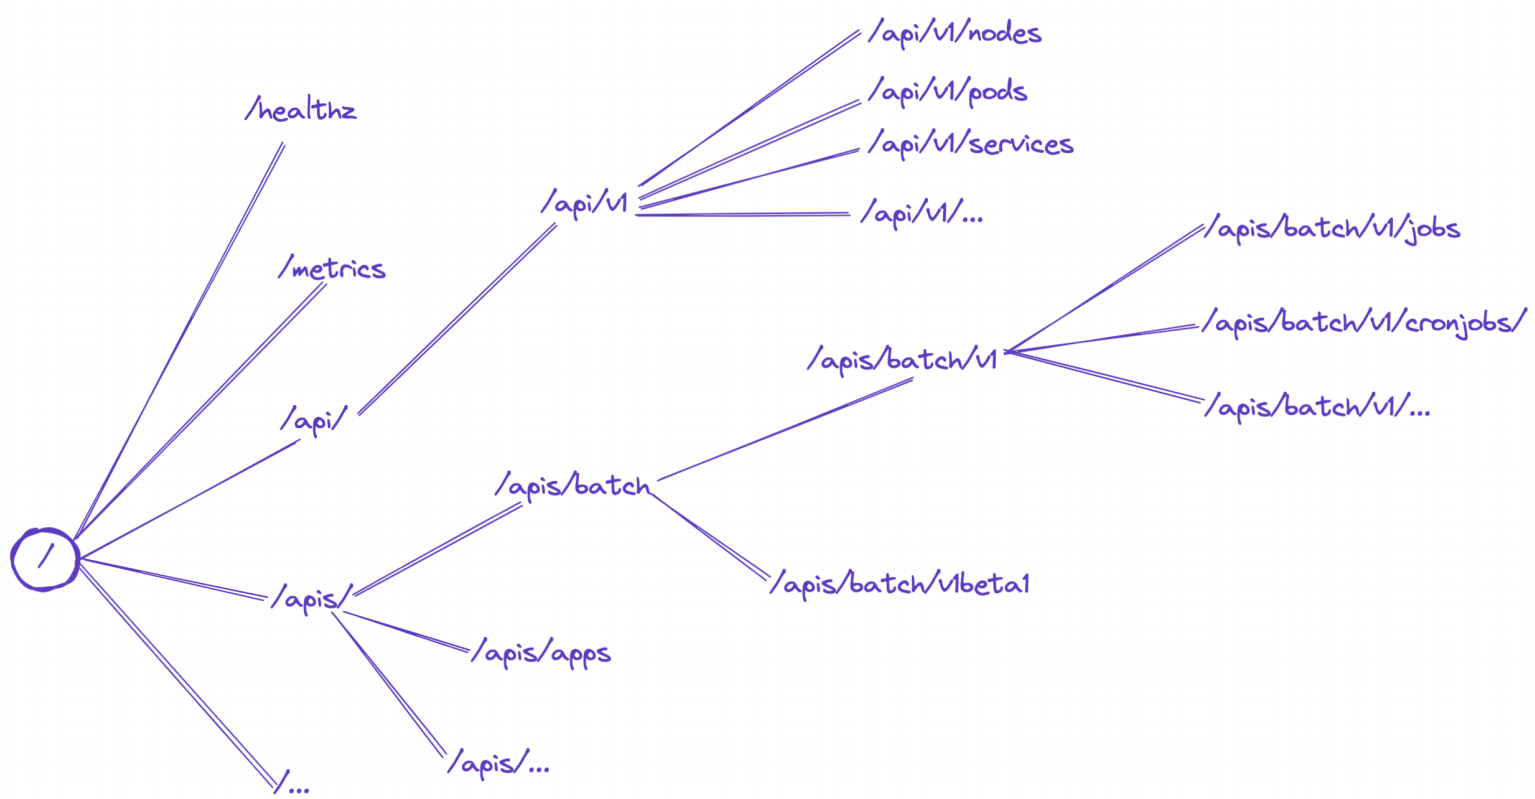 /api/v1/nodes
/api/v1/pods
/healthz
/api/v1/services
/api/v1
/api/v1/...
/apis/batch/v1/jobs
/metrics
/apis/batch/v1/cronjobs/
/apis/batch/v1
/apis/batch/v1/...
/api/
/apis/batch
/
/apis/batch/v1beta1
/apis/
/apis/apps
/apis/...
/...